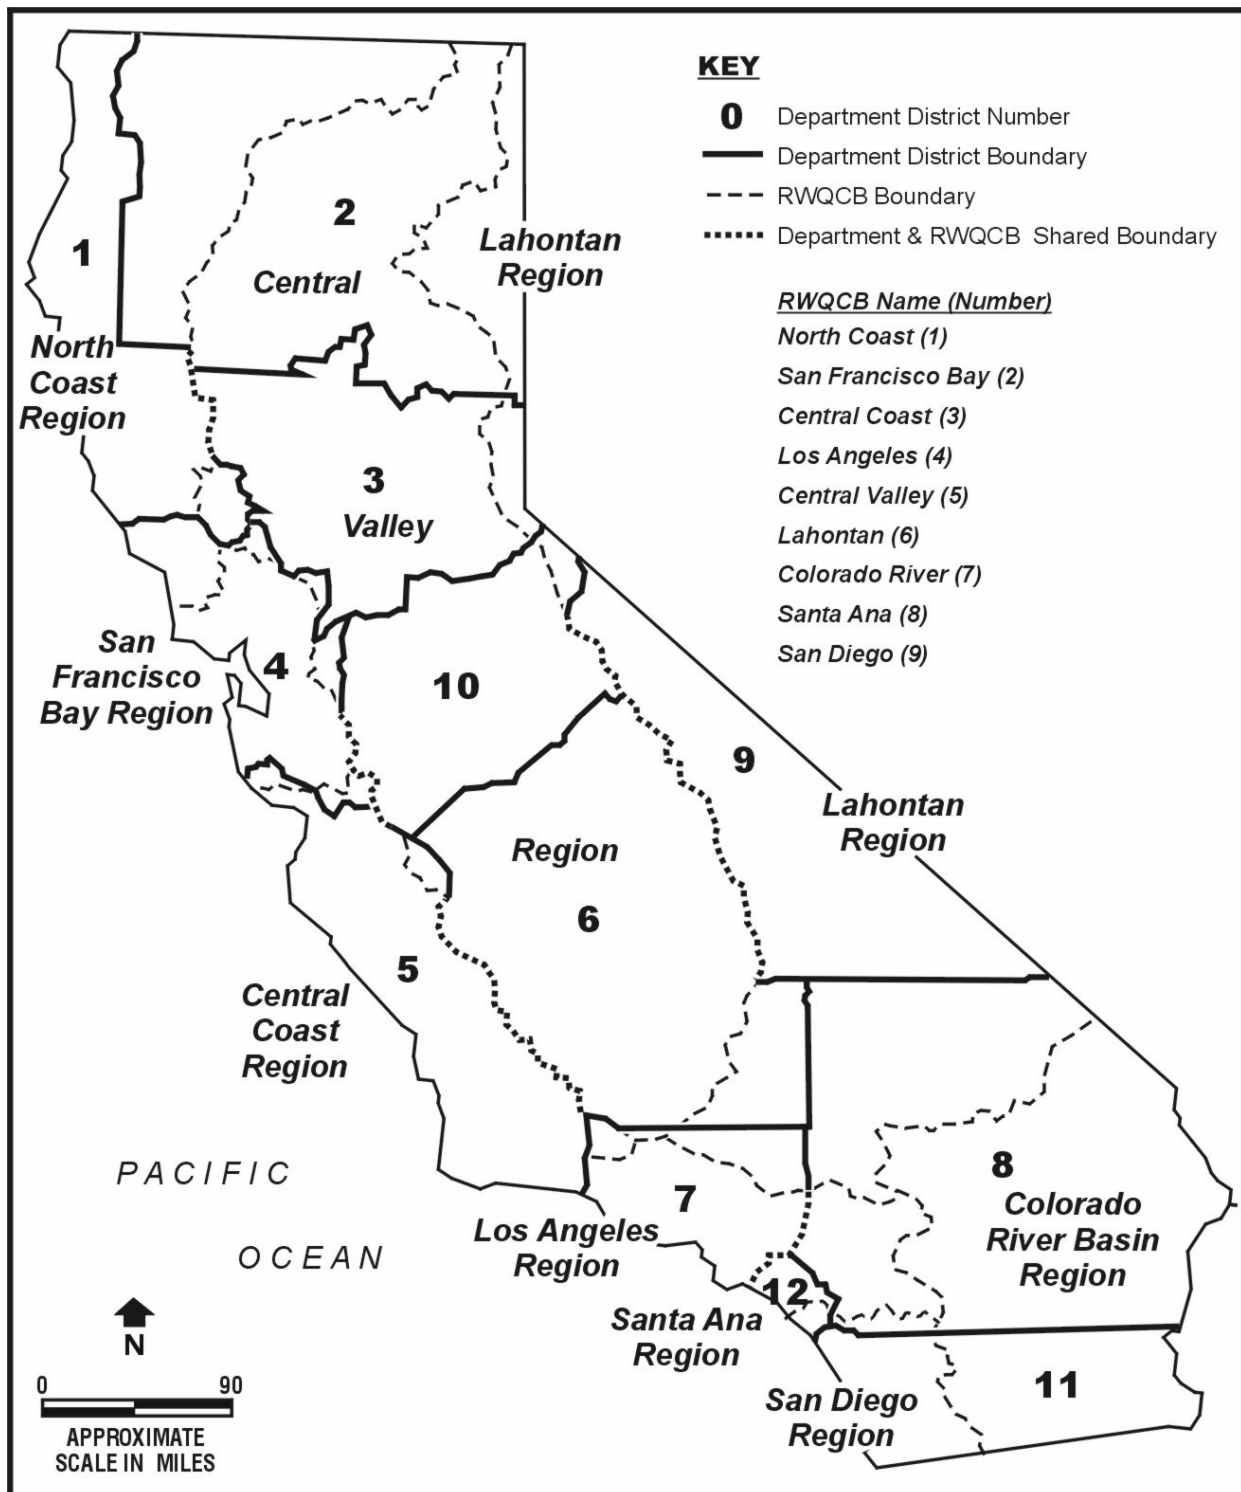 KEY
0 Department District Number
Department District Boundary
RWQCB Boundary
Department & RWQCB Shared Boundary
RWQCB Name (Number)
North Coast (1)
San Francisco Bay (2)
Central Coast (3)
Los Angeles (4)
Central Valley (5)
Lahontan (6)
Colorado River (7)
Santa Ana (8)
San Diego (9)
1
2
Lahontan
Region
Central
North
Coast
Region
3
Valley
San
Francisco
Bay Region
4
10
9
Lahontan
Region
Region
6
5
Central
Coast
Region
8
Colorado
River Basin
Region
7
Los Angeles
Region
12
Santa Ana
Region
11
San Diego
Region
PACIFIC
OCEAN
N
0 90
APPROXIMATE
SCALE IN MILES